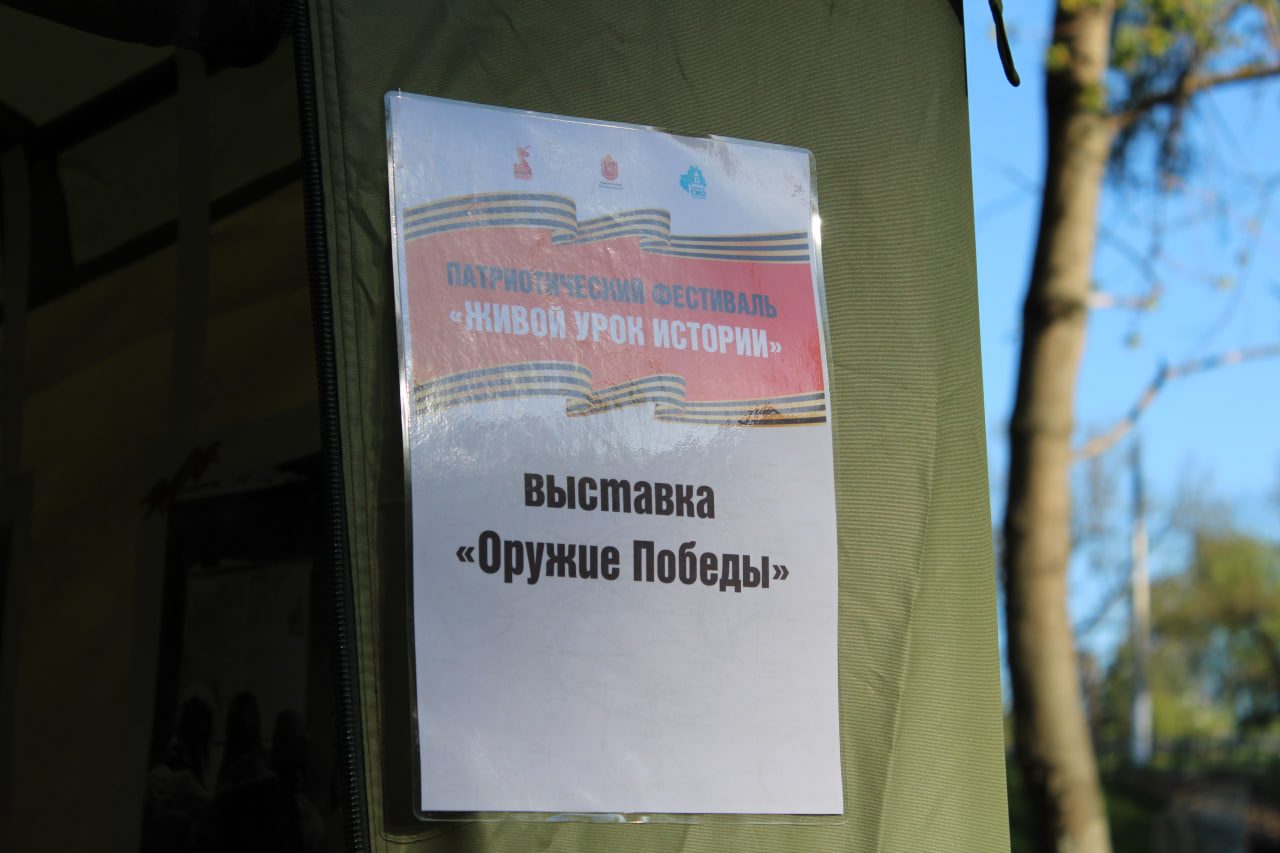 ПАТРИОТИЧЕСКИЙ ФЕСТИВАЛЬ
«ЖИВОЙ УРОК ИСТОРИИ»
выставка
«Оружие Победы»